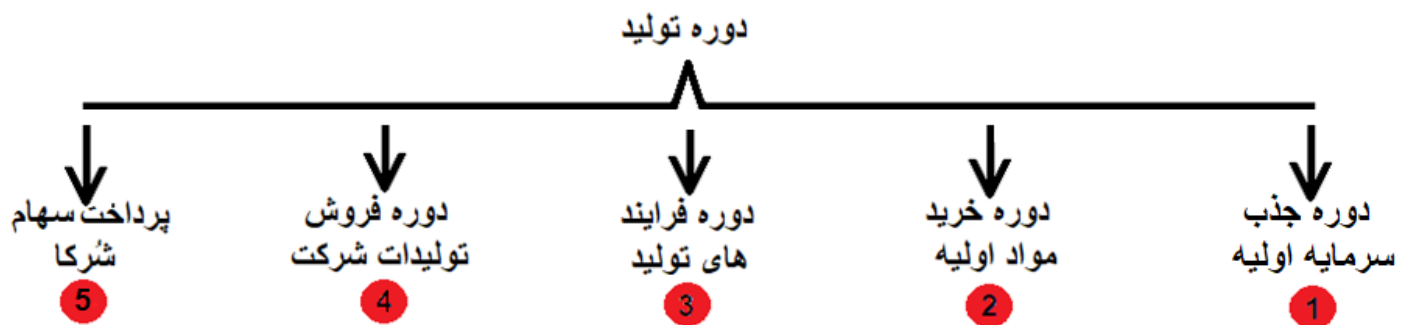 دوره تولید
دوره جذب
سرمایه اولیه
1
دوره خرید
مواد اولیه
2
دوره فرایند
های تولید
3
دوره فروش
تولیدات شرکت
4
پرداخت سهام
شُرکا
5